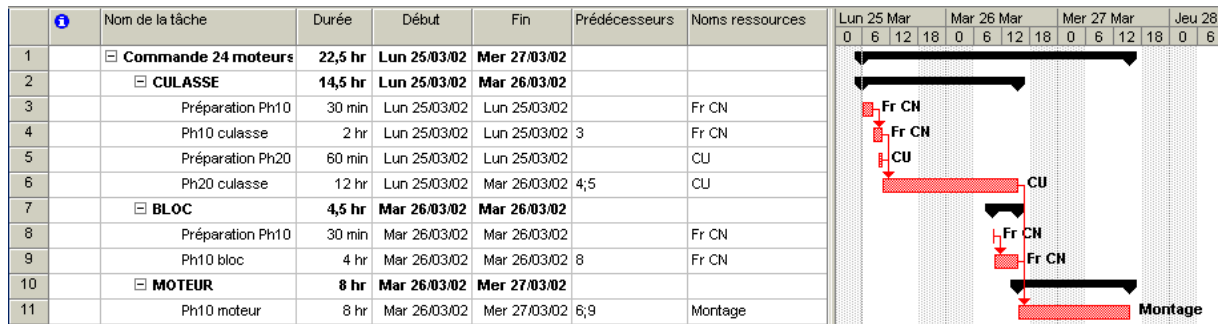 Nom de la tâche Durée Début Fin Prédécesseurs Noms ressources Lun 25 Mar Mar 26 Mar Mer 27 Mar Jeu 28
0 6 12 18 0 6 12 18 0 6 12 18 0 6
1 Commande 24 moteurs 22,5 hr Lun 25/03/02 Mer 27/03/02
2 CULASSE 14,5 hr Lun 25/03/02 Mar 26/03/02
3 Préparation Ph10 30 min Lun 25/03/02 Lun 25/03/02 Fr CN Fr CN
4 Ph10 culasse 2 hr Lun 25/03/02 Lun 25/03/02 3 Fr CN Fr CN
5 Préparation Ph20 60 min Lun 25/03/02 Lun 25/03/02 CU CU
6 Ph20 culasse 12 hr Lun 25/03/02 Mar 26/03/02 4;5 CU CU
7 BLOC 4,5 hr Mar 26/03/02 Mar 26/03/02
8 Préparation Ph10 30 min Mar 26/03/02 Mar 26/03/02 Fr CN Fr CN
9 Ph10 bloc 4 hr Mar 26/03/02 Mar 26/03/02 8 Fr CN Fr CN
10 MOTEUR 8 hr Mar 26/03/02 Mer 27/03/02
11 Ph10 moteur 8 hr Mar 26/03/02 Mer 27/03/02 6;9 Montage Montage